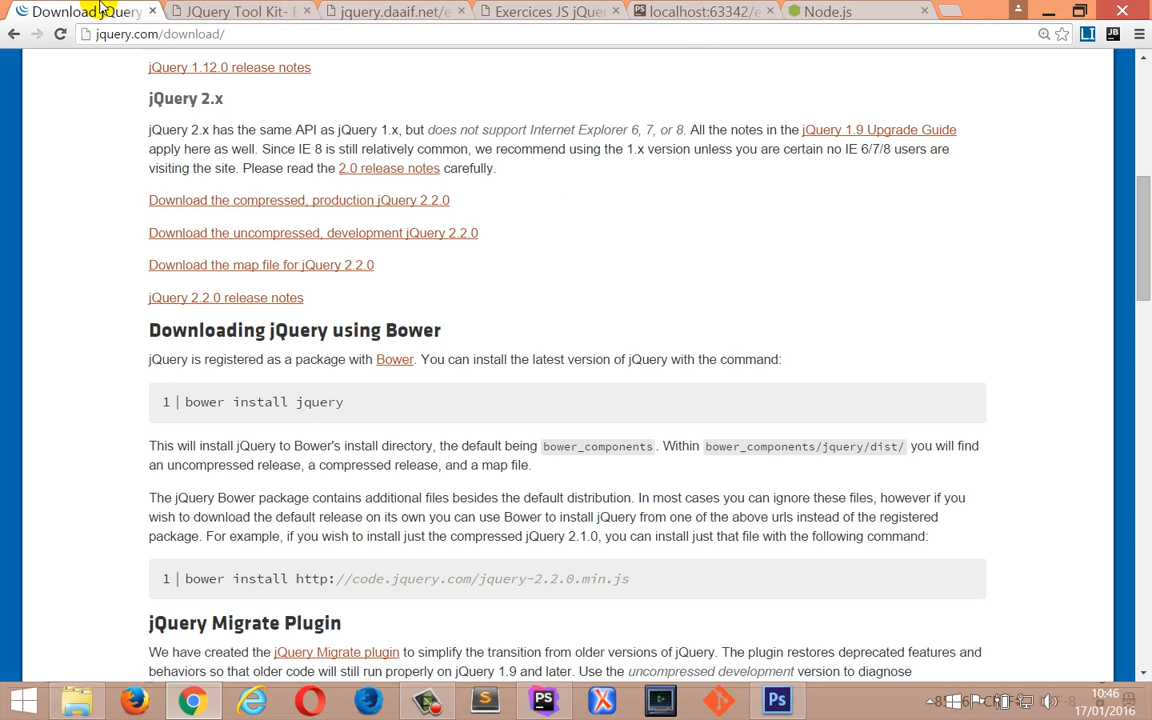 Download jQuery
JQuery Tool Kit- E
jquery.daaif.net/e
Exercices JS jQue
localhost:63342/e
Node.js
jquery.com/download/
jQuery 1.12.0 release notes
jQuery 2.x
jQuery 2.x has the same API as jQuery 1.x, but does not support Internet Explorer 6, 7, or 8. All the notes in the jQuery 1.9 Upgrade Guide
apply here as well. Since IE 8 is still relatively common, we recommend using the 1.x version unless you are certain no IE 6/7/8 users are
visiting the site. Please read the 2.0 release notes carefully.
Download the compressed, production jQuery 2.2.0
Download the uncompressed, development jQuery 2.2.0
Download the map file for jQuery 2.2.0
jQuery 2.2.0 release notes
Downloading jQuery using Bower
jQuery is registered as a package with Bower. You can install the latest version of jQuery with the command:
1 | bower install jquery
This will install jQuery to Bower's install directory, the default being bower_components. Within bower_components/jquery/dist/ you will find
an uncompressed release, a compressed release, and a map file.
The jQuery Bower package contains additional files besides the default distribution. In most cases you can ignore these files, however if you
wish to download the default release on its own you can use Bower to install jQuery from one of the above urls instead of the registered
package. For example, if you wish to install just the compressed jQuery 2.1.0, you can install just that file with the following command:
1 | bower install http://code.jquery.com/jquery-2.2.0.min.js
jQuery Migrate Plugin
We have created the jQuery Migrate plugin to simplify the transition from older versions of jQuery. The plugin restores deprecated features and
behaviors so that older code will still run properly on jQuery 1.9 and later. Use the uncompressed development version to diagnose
10:46
17/01/2016